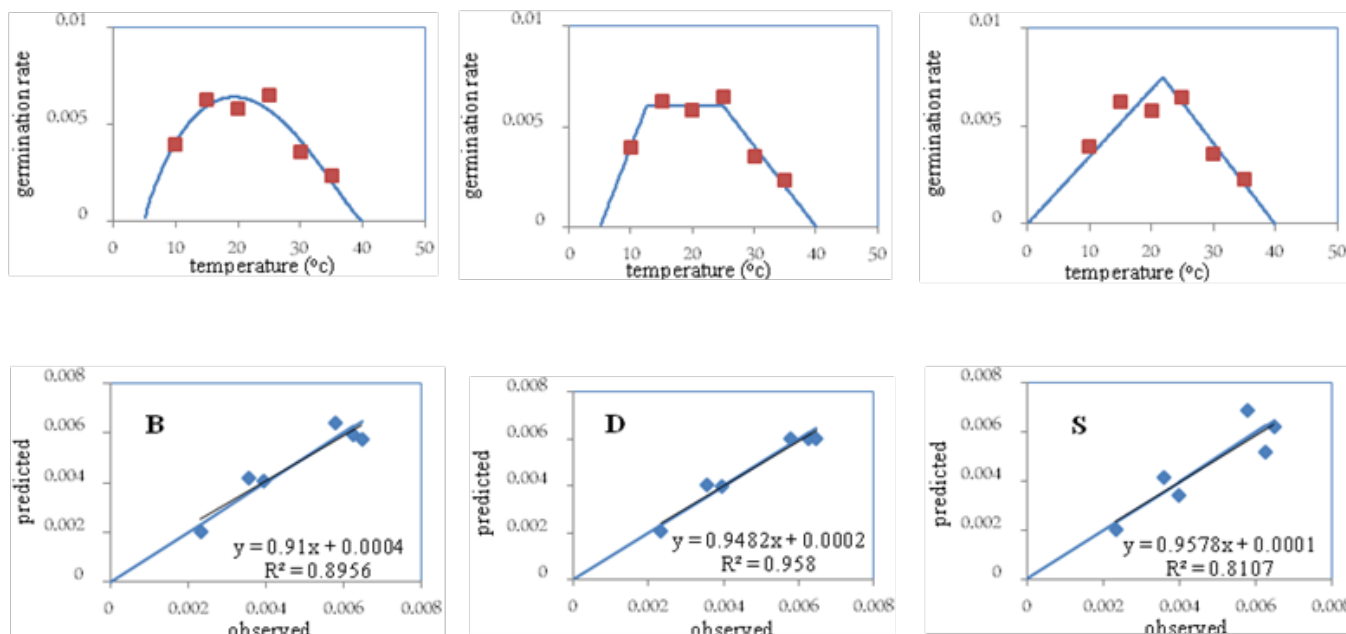 0.01
germination rate
0.005
0
0 10 20 30 40 50
temperature (ºc)
0.01
germination rate
0.005
0
0 10 20 30 40 50
temperature (ºc)
0.01
germination rate
0.005
0
0 10 20 30 40 50
temperature (ºc)
0.008
B
0.006
predicted
0.004
0.002
y = 0.91x + 0.0004
R² = 0.8956
0
0 0.002 0.004 0.006 0.008
observed
0.008
D
0.006
predicted
0.004
0.002
y = 0.9482x + 0.0002
R² = 0.958
0
0 0.002 0.004 0.006 0.008
observed
0.008
S
0.006
predicted
0.004
0.002
y = 0.9578x + 0.0001
R² = 0.8107
0
0 0.002 0.004 0.006 0.008
observed